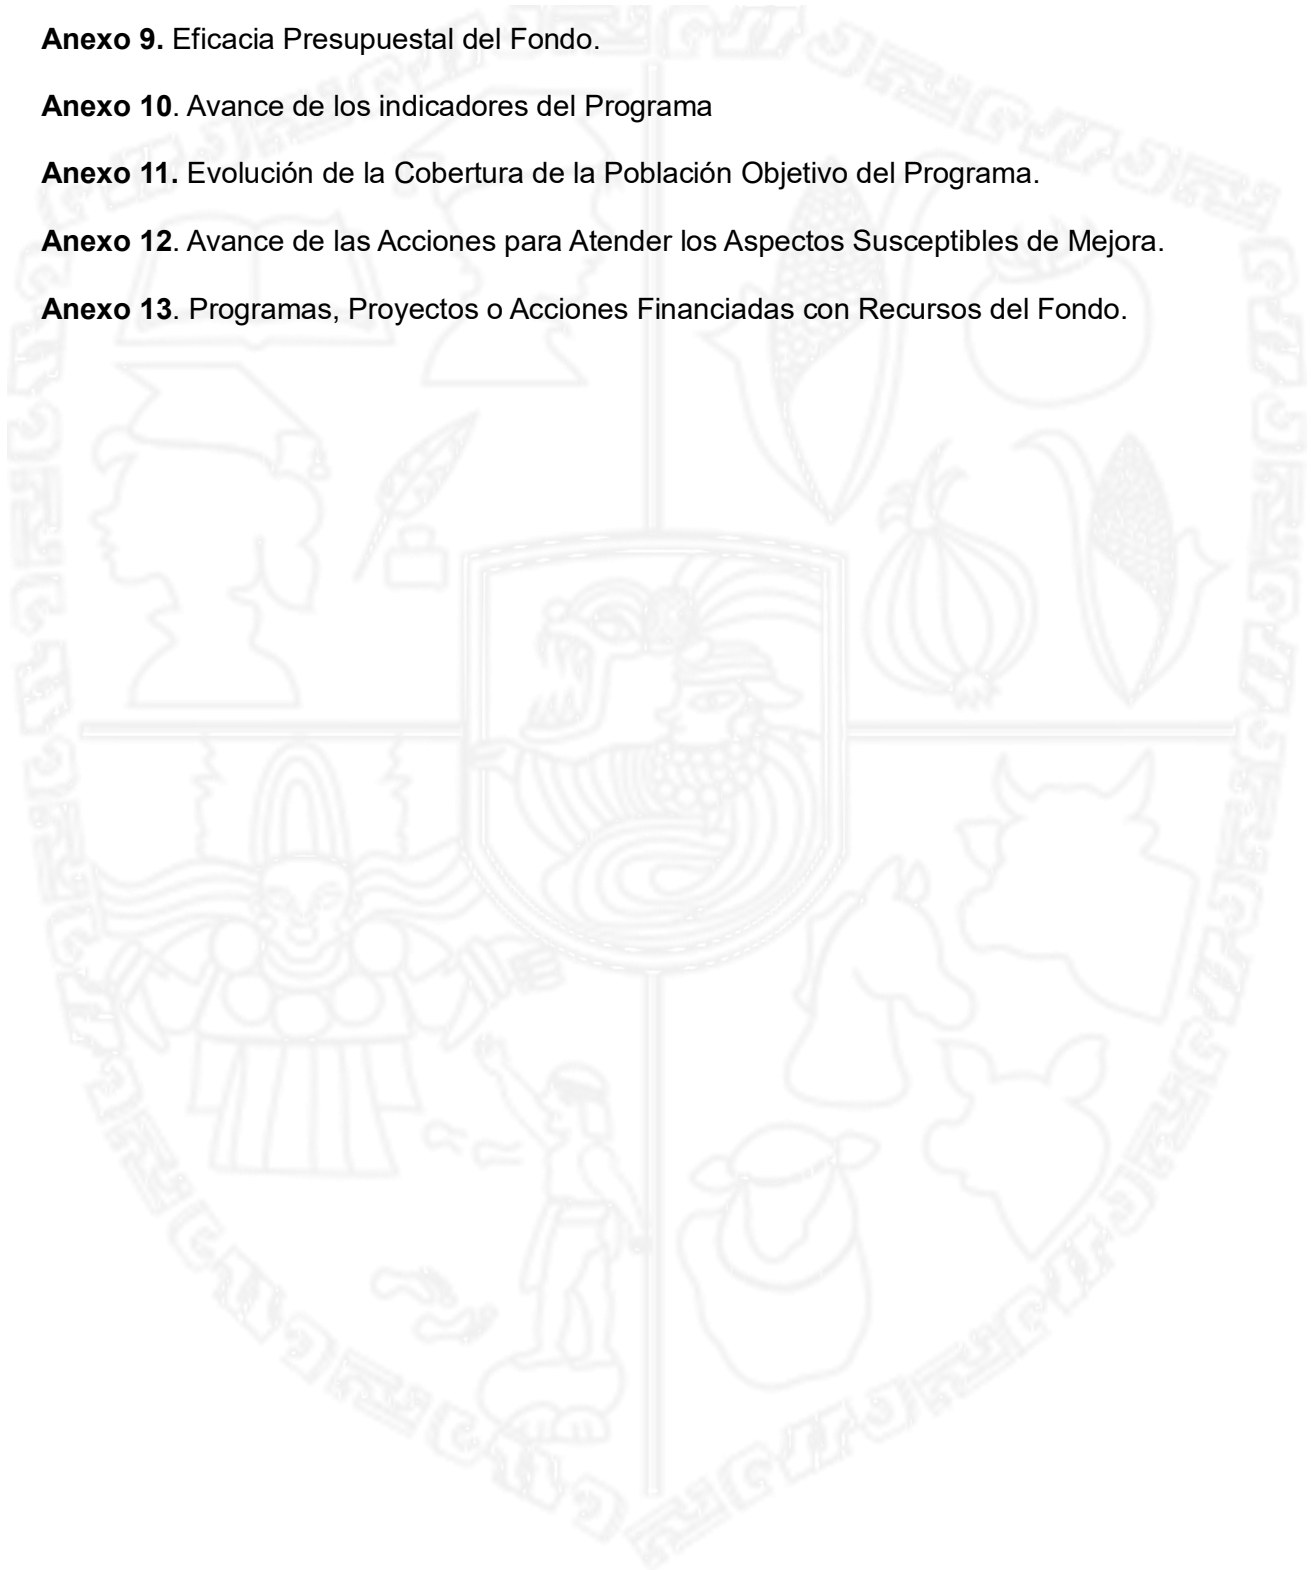 Anexo 9. Eficacia Presupuestal del Fondo.
Anexo 10. Avance de los indicadores del Programa
Anexo 11. Evolución de la Cobertura de la Población Objetivo del Programa.
Anexo 12. Avance de las Acciones para Atender los Aspectos Susceptibles de Mejora.
Anexo 13. Programas, Proyectos o Acciones Financiadas con Recursos del Fondo.